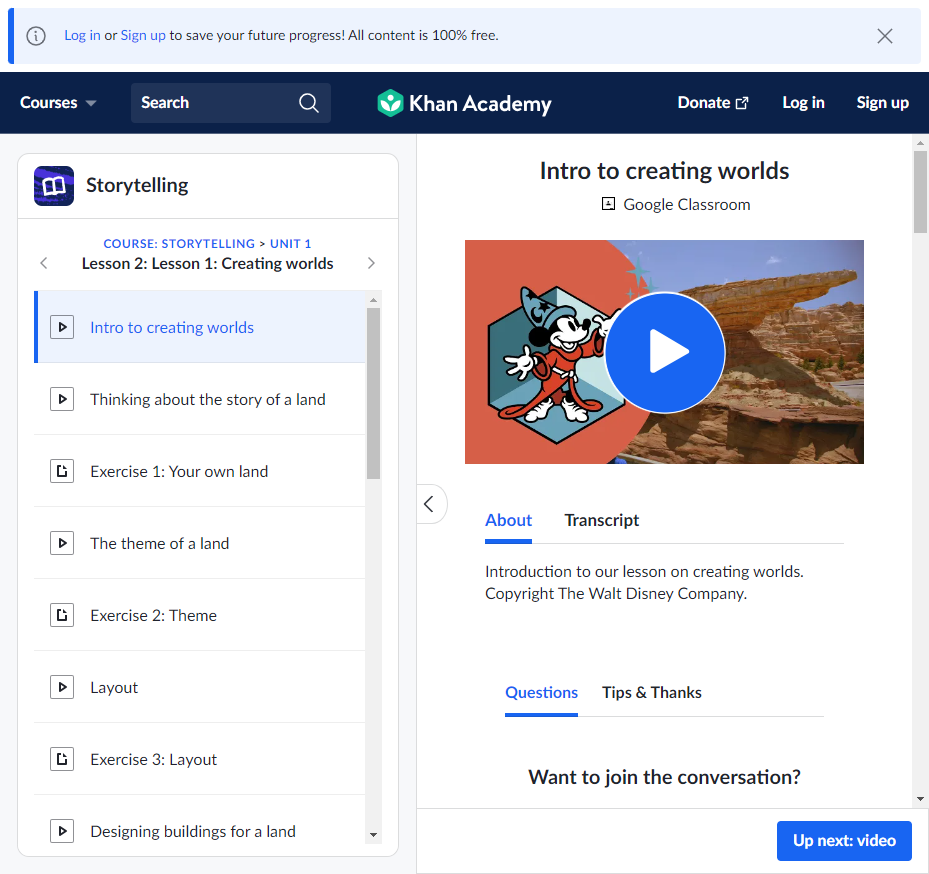 Log in or Sign up to save your future progress! All content is 100% free.
Courses
Search
Khan Academy
Donate
Log in
Sign up
Storytelling
COURSE: STORYTELLING > UNIT 1
Lesson 2: Lesson 1: Creating worlds
Intro to creating worlds
Thinking about the story of a land
Exercise 1: Your own land
The theme of a land
Exercise 2: Theme
Layout
Exercise 3: Layout
Designing buildings for a land
Intro to creating worlds
Google Classroom
About
Transcript
Introduction to our lesson on creating worlds.
Copyright The Walt Disney Company.
Questions
Tips & Thanks
Want to join the conversation?
Up next: video